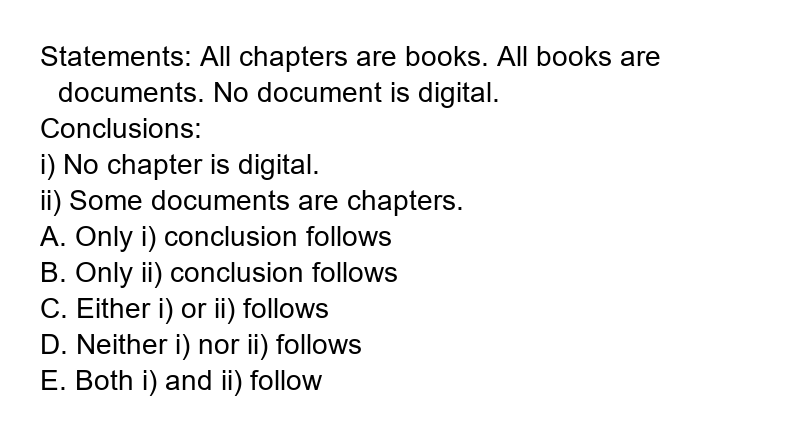 Statements: All chapters are books. All books are
documents. No document is digital.
Conclusions:
i) No chapter is digital.
ii) Some documents are chapters.
A. Only i) conclusion follows
B. Only ii) conclusion follows
C. Either i) or ii) follows
D. Neither i) nor ii) follows
E. Both i) and ii) follow